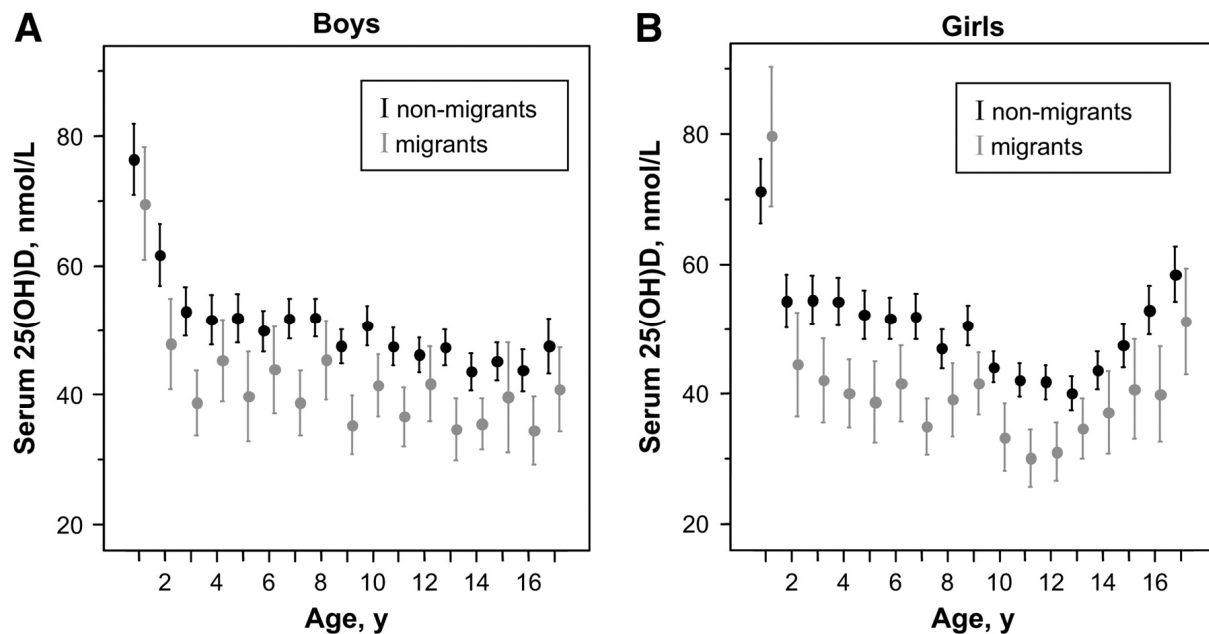 A
Boys
I non-migrants
I migrants
Serum 25(OH)D, nmol/L
80
60
40
20
2 4 6 8 10 12 14 16
Age, y
B
Girls
I non-migrants
I migrants
Serum 25(OH)D, nmol/L
80
60
40
20
2 4 6 8 10 12 14 16
Age, y